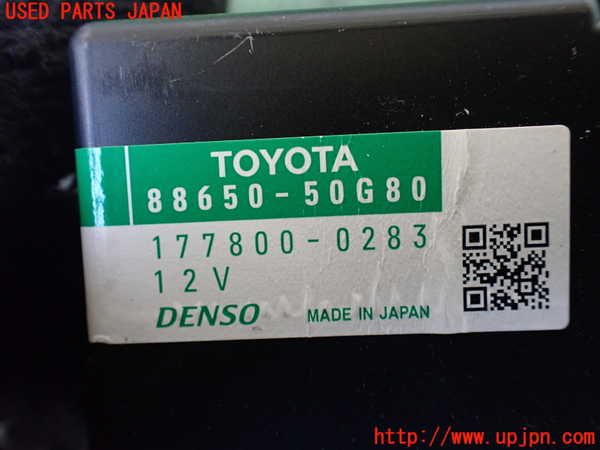 USED PARTS JAPAN
TOYOTA
88650-50G80
177800-0283
12V
DENSO MADE IN JAPAN
http://www.upjpn.com/